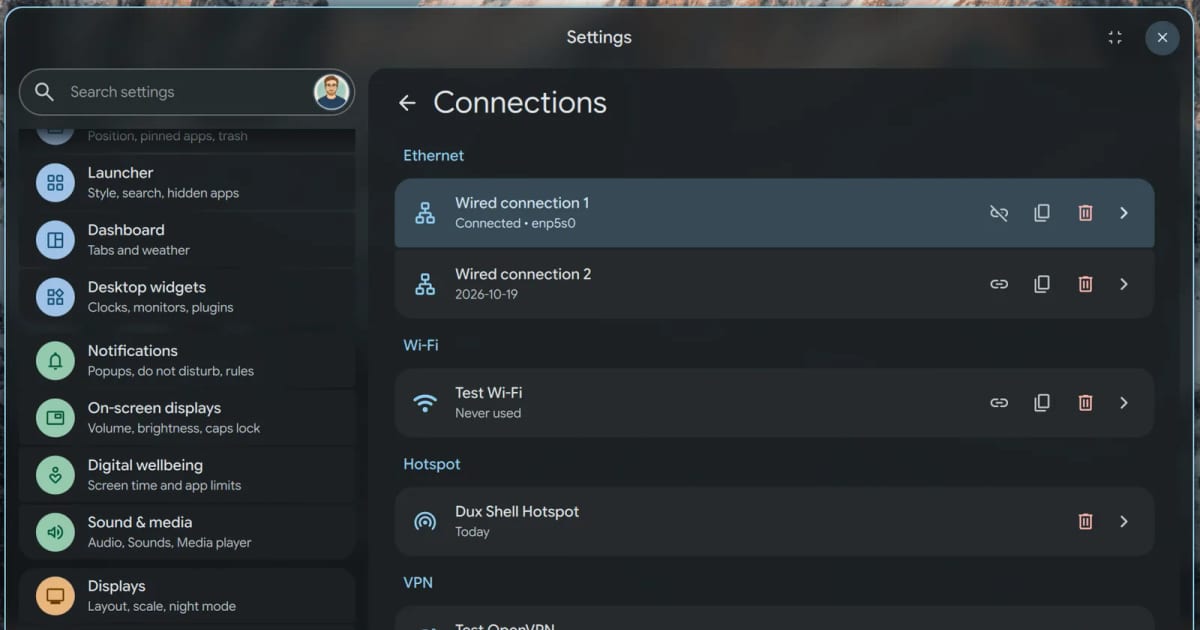 Settings
Search settings
Position, pinned apps, trash
Launcher
Style, search, hidden apps
Dashboard
Tabs and weather
Desktop widgets
Clocks, monitors, plugins
Notifications
Popups, do not disturb, rules
On-screen displays
Volume, brightness, caps lock
Digital wellbeing
Screen time and app limits
Sound & media
Audio, Sounds, Media player
Displays
Layout, scale, night mode
Connections
Ethernet
Wired connection 1
Connected • enp5s0
Wired connection 2
2026-10-19
Wi-Fi
Test Wi-Fi
Never used
Hotspot
Dux Shell Hotspot
Today
VPN
Test OpenVPN